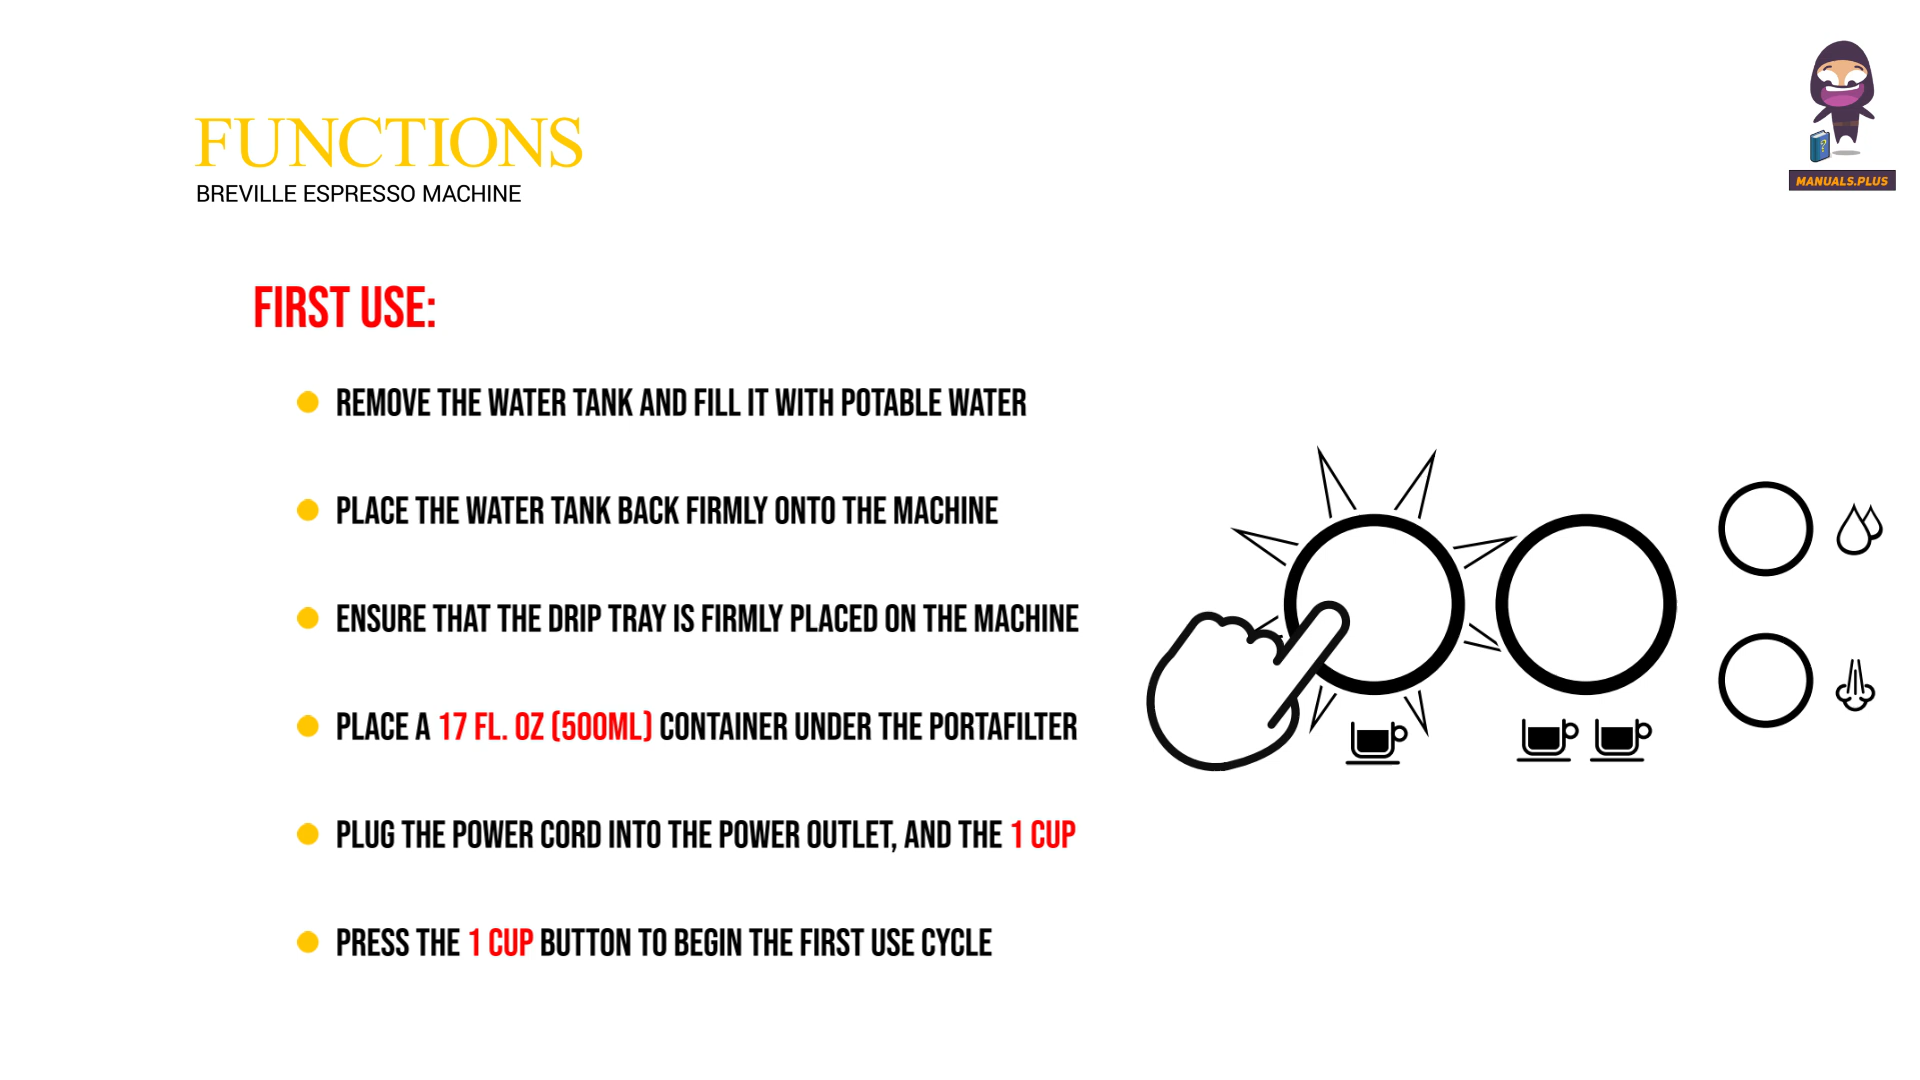 FUNCTIONS
BREVILLE ESPRESSO MACHINE
MANUALS.PLUS
FIRST USE:
REMOVE THE WATER TANK AND FILL IT WITH POTABLE WATER
PLACE THE WATER TANK BACK FIRMLY ONTO THE MACHINE
ENSURE THAT THE DRIP TRAY IS FIRMLY PLACED ON THE MACHINE
PLACE A 17 FL. OZ (500ML) CONTAINER UNDER THE PORTAFILTER
PLUG THE POWER CORD INTO THE POWER OUTLET, AND THE 1 CUP
PRESS THE 1 CUP BUTTON TO BEGIN THE FIRST USE CYCLE